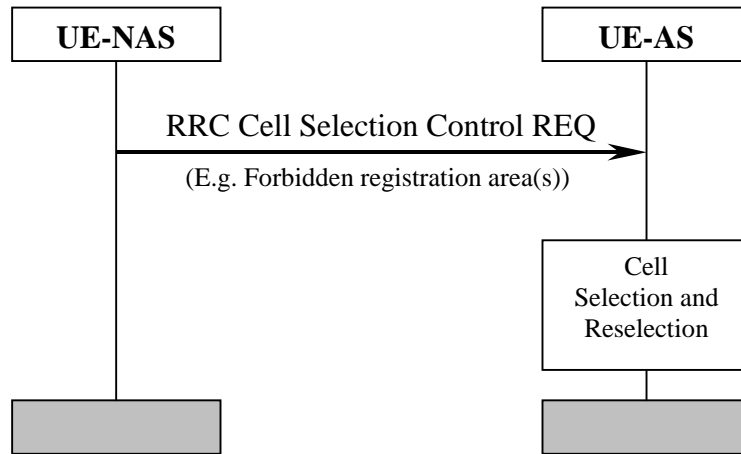 UE-NAS
UE-AS
RRC Cell Selection Control REQ
(E.g. Forbidden registration area(s))
Cell
Selection and
Reselection